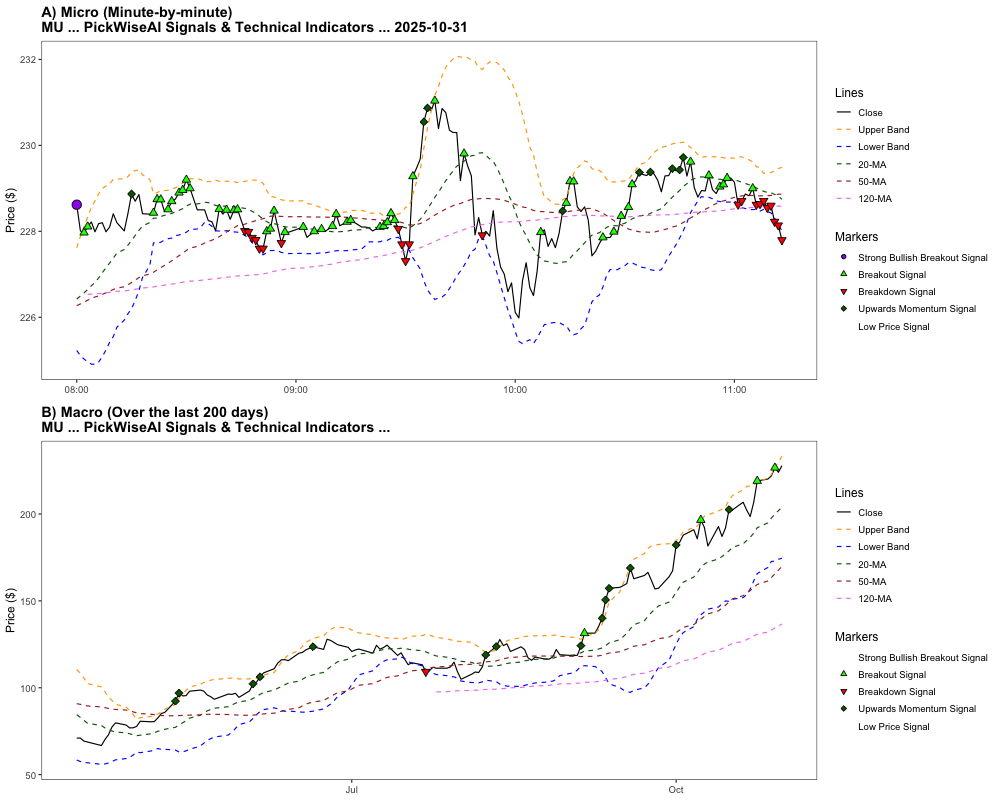 A) Micro (Minute-by-minute)
MU ... PickWiseAI Signals & Technical Indicators ... 2025-10-31
Price ($)
232
230
228
226
08:00
09:00
10:00
11:00
Lines
Close
Upper Band
Lower Band
20-MA
50-MA
120-MA
Markers
Strong Bullish Breakout Signal
Breakout Signal
Breakdown Signal
Upwards Momentum Signal
Low Price Signal
B) Macro (Over the last 200 days)
MU ... PickWiseAI Signals & Technical Indicators ...
Price ($)
200
150
100
50
Jul
Oct
Lines
Close
Upper Band
Lower Band
20-MA
50-MA
120-MA
Markers
Strong Bullish Breakout Signal
Breakout Signal
Breakdown Signal
Upwards Momentum Signal
Low Price Signal